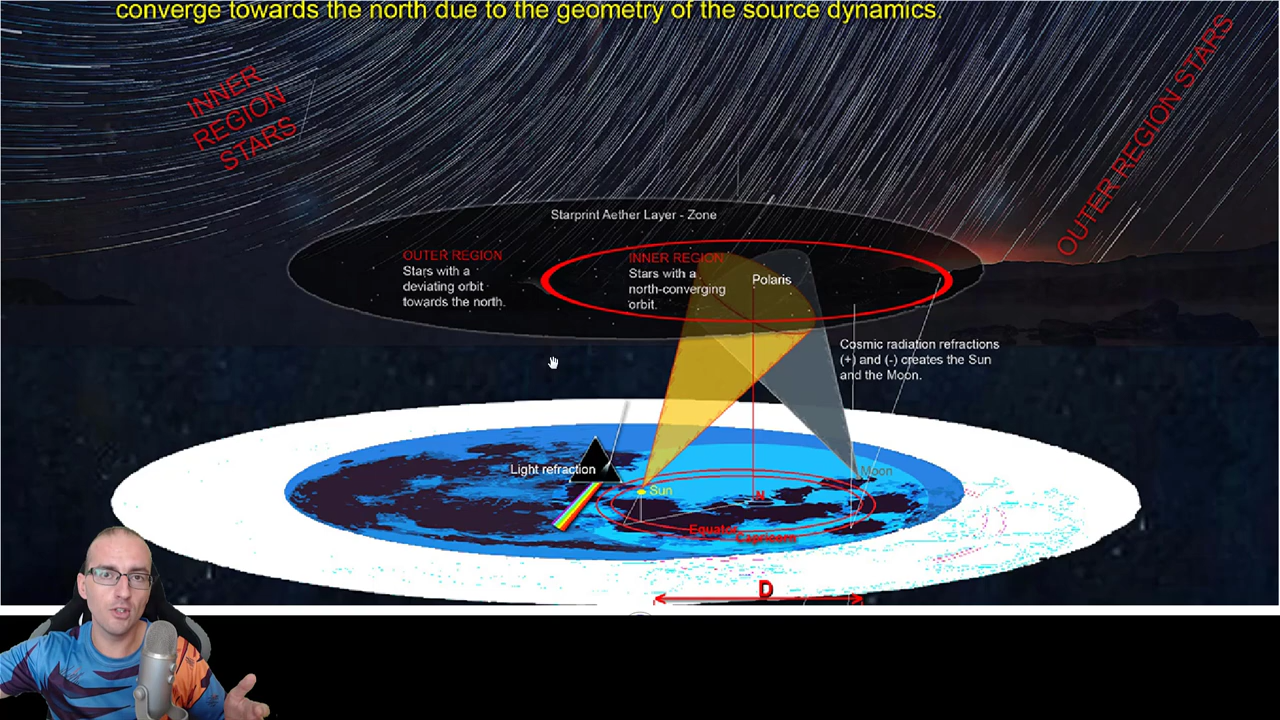 converge towards the north due to the geometry of the source dynamics.
INNER
REGION
STARS
OUTER REGION STARS
Starprint Aether Layer - Zone
OUTER REGION
Stars with a
deviating orbit
towards the north.
INNER REGION
Stars with a
north-converging
orbit.
Polaris
Cosmic radiation refractions
(+) and (-) creates the Sun
and the Moon.
Light refraction
Sun
Moon
N
Equator
Capricorn
D